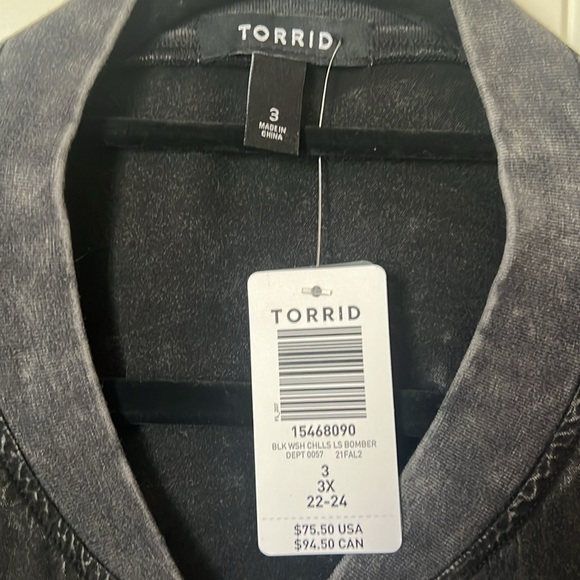 TORRID
3
MADE IN
CHINA
TORRID
15468090
BLK WSH CHLLS LS BOMBER
DEPT 0057 21FAL2
3
3X
22-24
$75.50 USA
$94.50 CAN